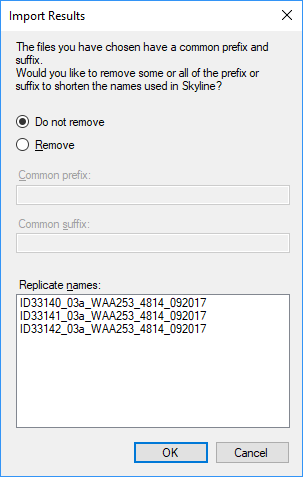 Import Results
The files you have chosen have a common prefix and
suffix.
Would you like to remove some or all of the prefix or
suffix to shorten the names used in Skyline?
Do not remove
Remove
Common prefix:
Common suffix:
Replicate names:
ID33140_03a_WAA253_4814_092017
ID33141_03a_WAA253_4814_092017
ID33142_03a_WAA253_4814_092017
OK
Cancel